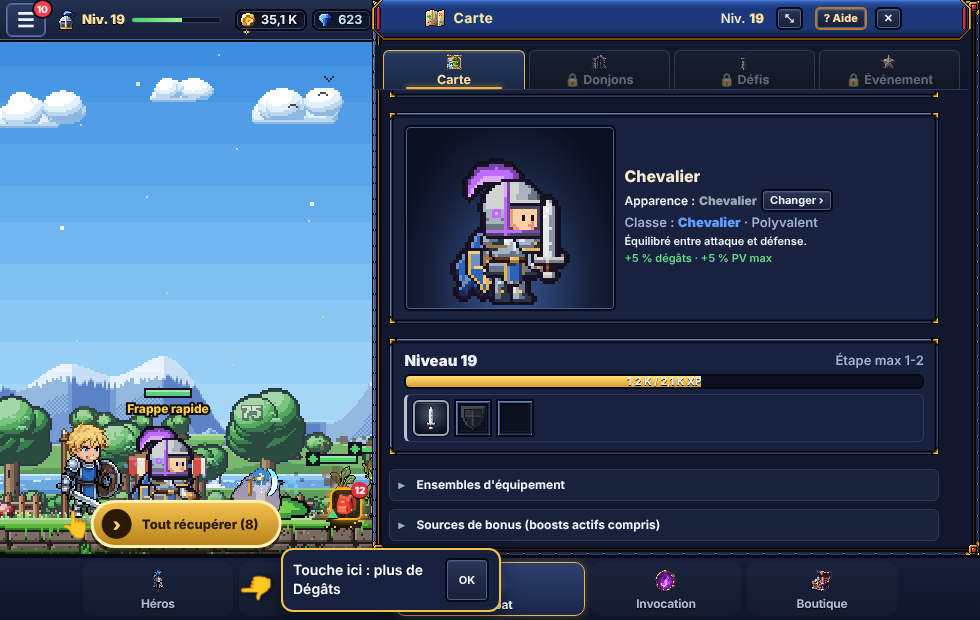 10
Niv. 19
35,1 K
623
Carte
Niv. 19
? Aide
Carte
Donjons
Défis
Événement
Chevalier
Apparence : Chevalier
Changer ›
Classe : Chevalier · Polyvalent
Équilibré entre attaque et défense.
+5 % dégâts · +5 % PV max
Niveau 19
Étape max 1-2
1,2 K / 2,1 K XP
Frappe rapide
75
12
Tout récupérer (8)
Ensembles d'équipement
Sources de bonus (boosts actifs compris)
Touche ici : plus de
Dégâts
OK
Héros
Invocation
Boutique